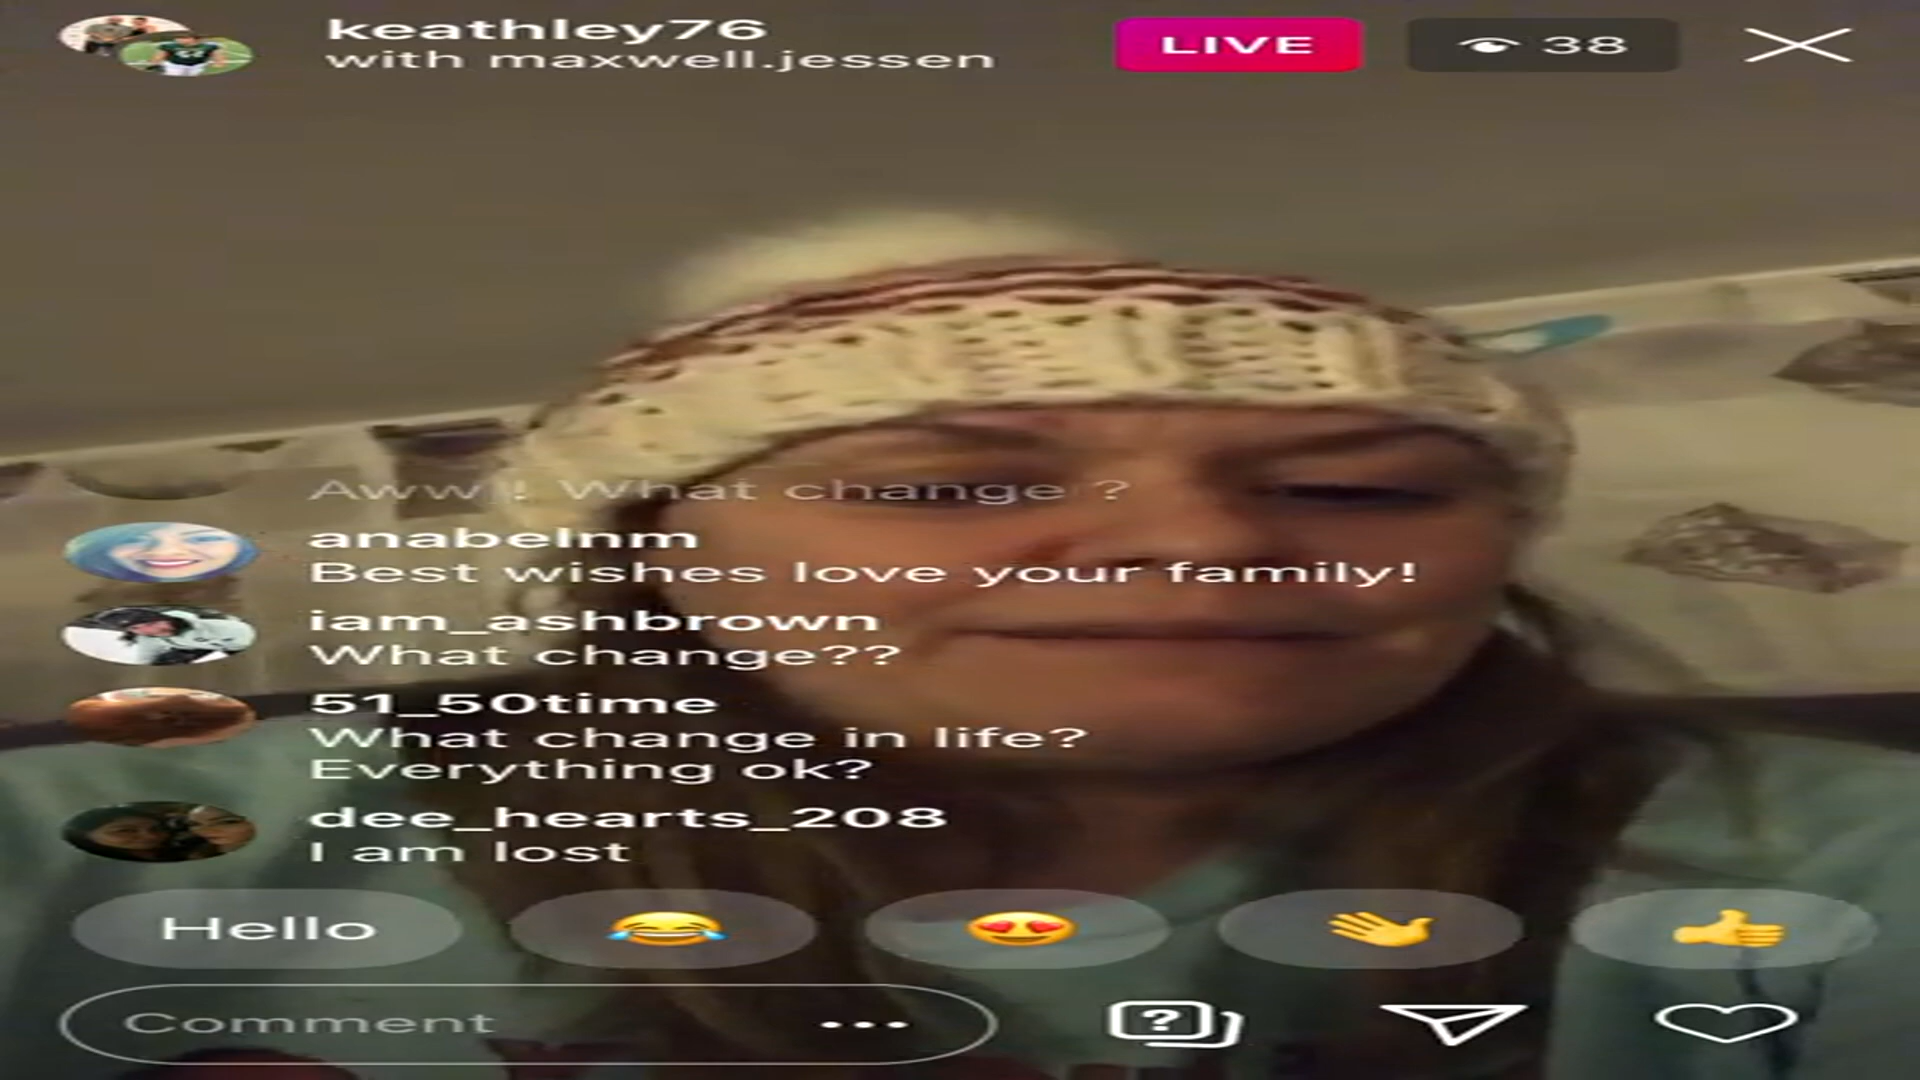 keathley76
with maxwell.jessen
LIVE
38
Aww ! What change ?
anabelnm
Best wishes love your family!
iam_ashbrown
What change??
51_50time
What change in life?
Everything ok?
dee_hearts_208
I am lost
Hello
Comment